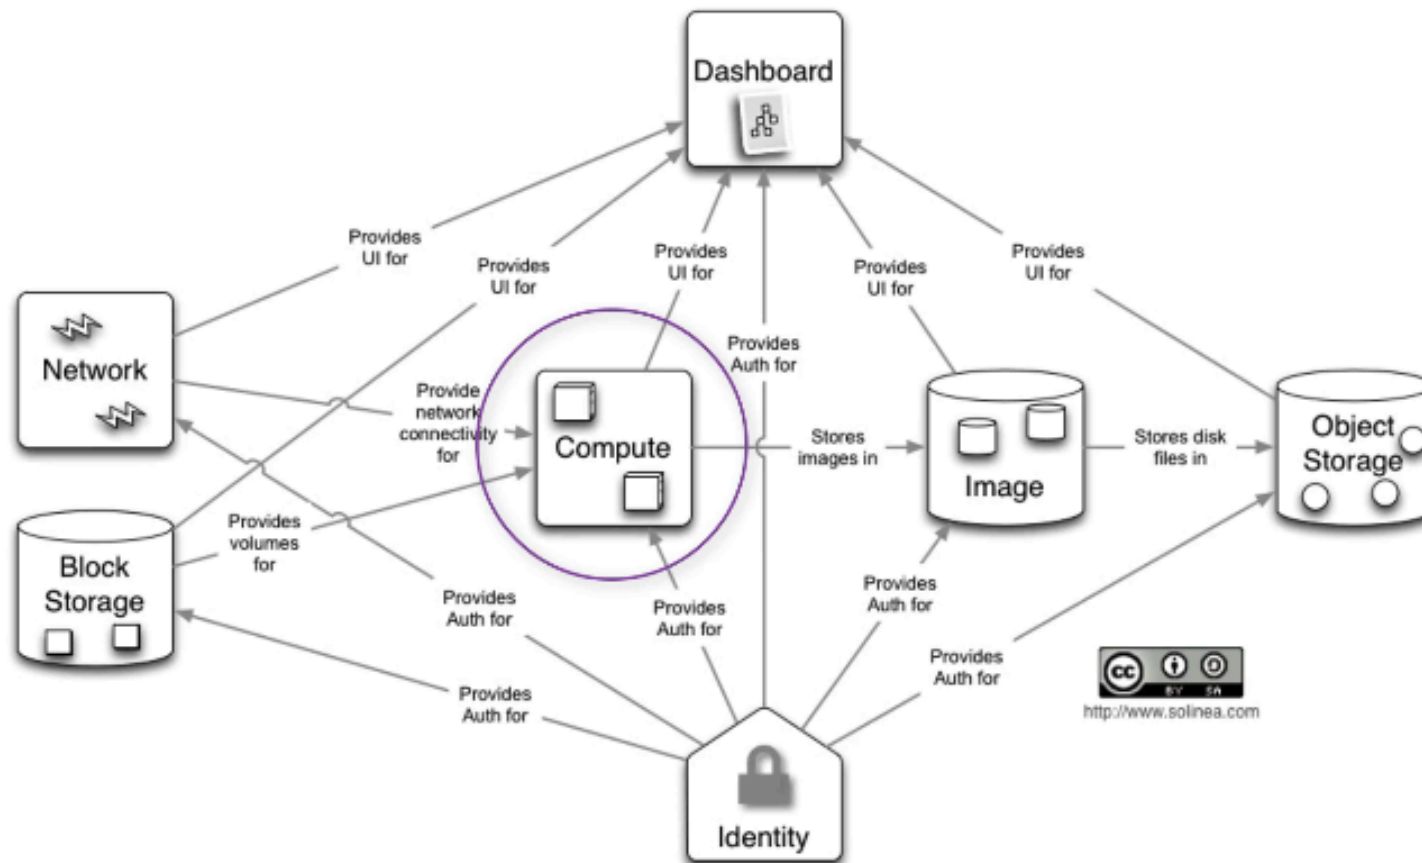 Dashboard
Provides
UI for
Provides
UI for
Provides
UI for
Provides
UI for
Provides
UI for
Network
Provides
Auth for
Provide
network
connectivity
for
Compute
Stores
images in
Image
Stores disk
files in
Object
Storage
Block
Storage
Provides
volumes
for
Provides
Auth for
Provides
Auth for
Provides
Auth for
Provides
Auth for
Provides
Auth for
Identity
cc
BY SA
http://www.solinea.com